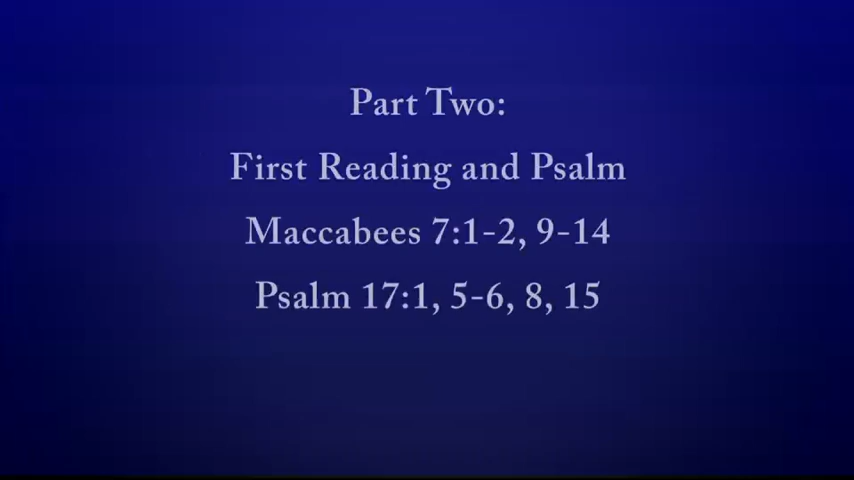 Part Two:
First Reading and Psalm
Maccabees 7:1-2, 9-14
Psalm 17:1, 5-6, 8, 15